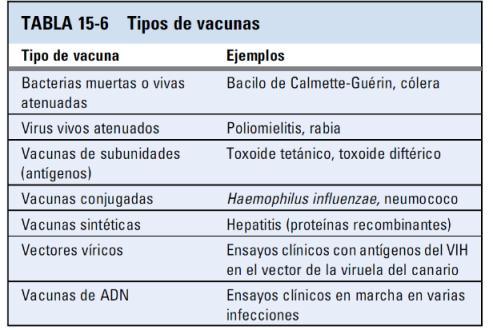 TABLA 15-6 Tipos de vacunas
Tipo de vacuna Ejemplos
Bacterias muertas o vivas Bacilo de Calmette-Guérin, cólera
atenuadas
Virus vivos atenuados Poliomielitis, rabia
Vacunas de subunidades Toxoide tetánico, toxoide diftérico
(antígenos)
Vacunas conjugadas Haemophilus influenzae, neumococo
Vacunas sintéticas Hepatitis (proteínas recombinantes)
Vectores víricos Ensayos clínicos con antígenos del VIH
en el vector de la viruela del canario
Vacunas de ADN Ensayos clínicos en marcha en varias
infecciones